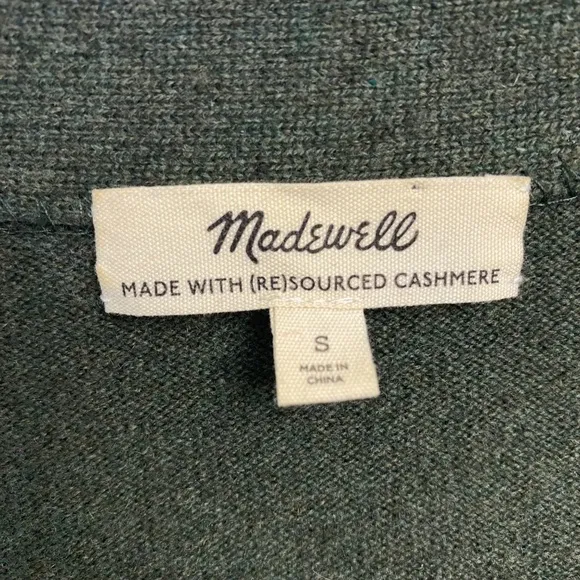 Madewell
MADE WITH (RE)SOURCED CASHMERE
S
MADE IN
CHINA